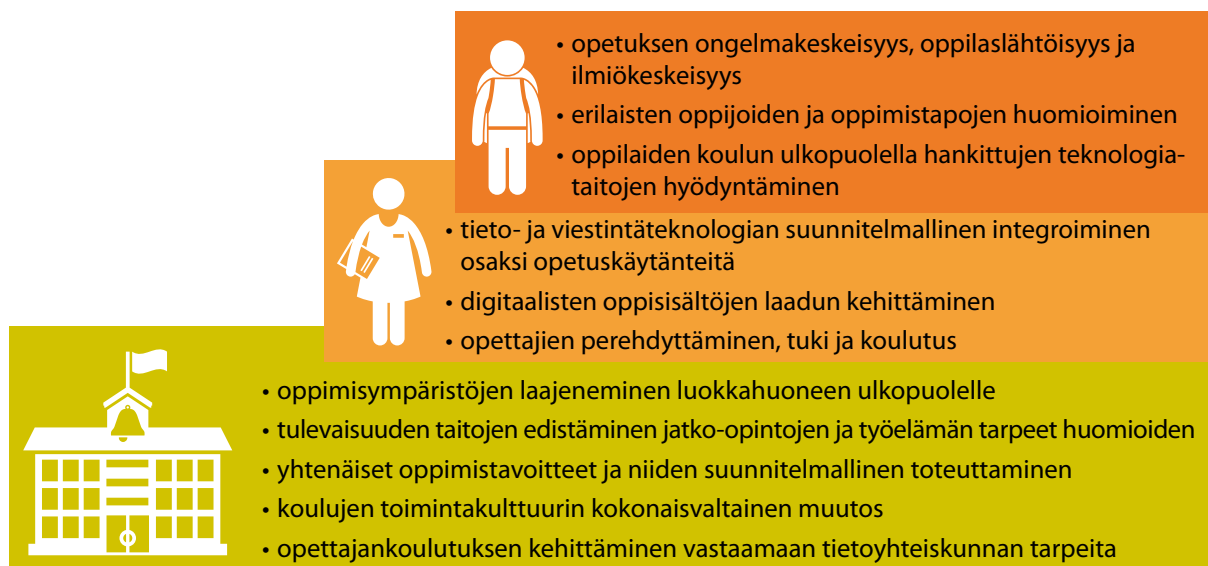 • opetuksen ongelmakeskeisyys, oppilaslähtöisyys ja
ilmiökeskeisyys
• erilaisten oppijoiden ja oppimistapojen huomioiminen
• oppilaiden koulun ulkopuolella hankittujen teknologia-
taitojen hyödyntäminen
• tieto- ja viestintäteknologian suunnitelmallinen integroiminen
osaksi opetuskäytänteitä
• digitaalisten oppisisältöjen laadun kehittäminen
• opettajien perehdyttäminen, tuki ja koulutus
• oppimisympäristöjen laajeneminen luokkahuoneen ulkopuolelle
• tulevaisuuden taitojen edistäminen jatko-opintojen ja työelämän tarpeet huomioiden
• yhtenäiset oppimistavoitteet ja niiden suunnitelmallinen toteuttaminen
• koulujen toimintakulttuurin kokonaisvaltainen muutos
• opettajankoulutuksen kehittäminen vastaamaan tietoyhteiskunnan tarpeita